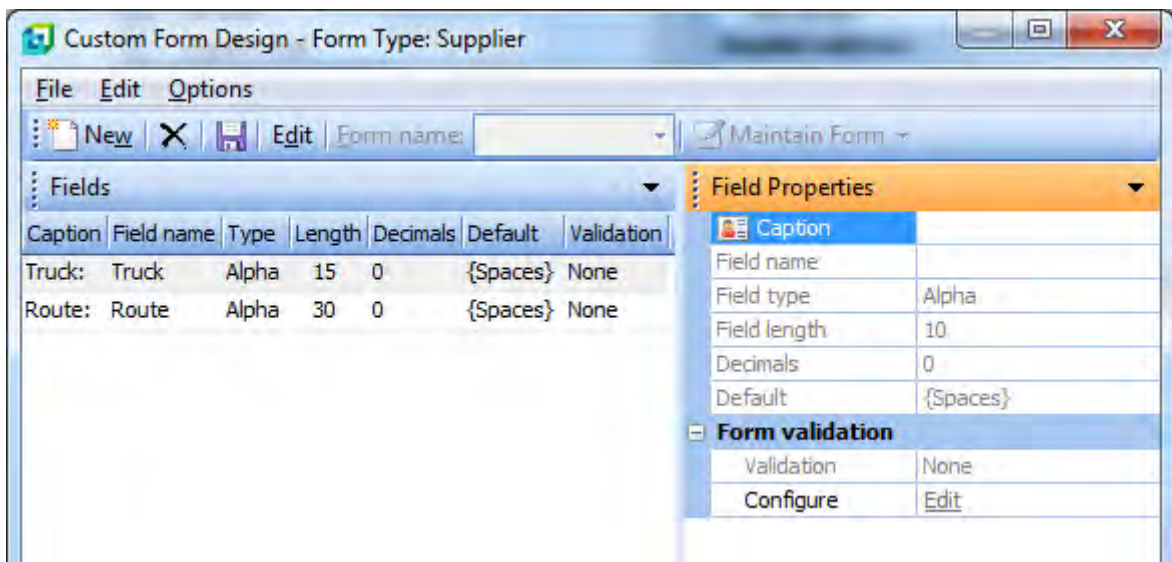 Custom Form Design - Form Type: Supplier
File Edit Options
New Edit Form name: Maintain Form
Fields
Caption Field name Type Length Decimals Default Validation
Truck: Truck Alpha 15 0 {Spaces} None
Route: Route Alpha 30 0 {Spaces} None
Field Properties
Caption
Field name
Field type Alpha
Field length 10
Decimals 0
Default {Spaces}
Form validation
Validation None
Configure Edit